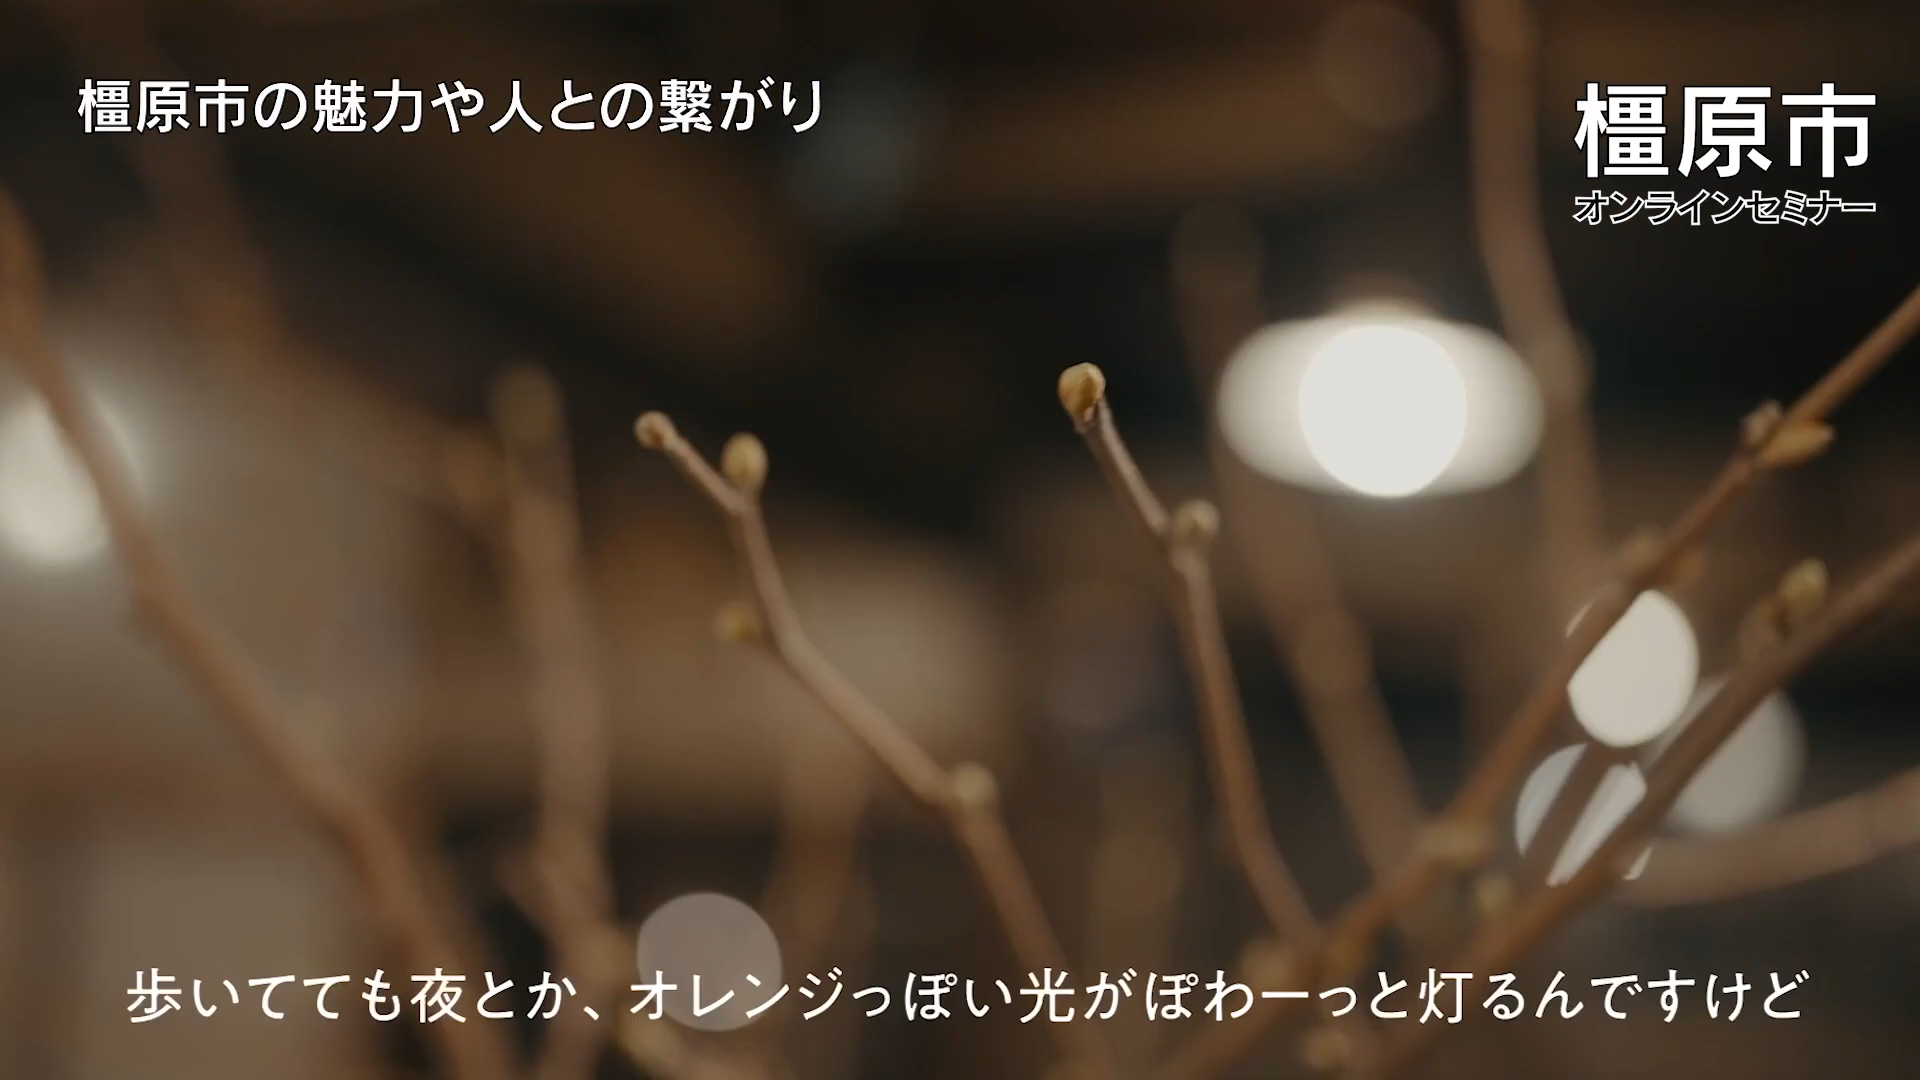 橿原市の魅力や人との繋がり
橿原市
オンラインセミナー
歩いてても夜とか、オレンジっぽい光がぽわーっと灯るんですけど